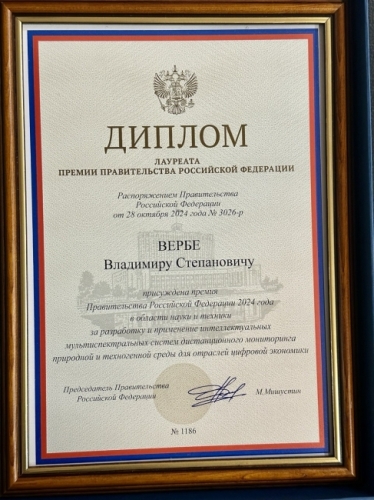 ДИПЛОМ
ЛАУРЕАТА
ПРЕМИИ ПРАВИТЕЛЬСТВА РОССИЙСКОЙ ФЕДЕРАЦИИ
Распоряжением Правительства
Российской Федерации
от 28 октября 2024 года № 3026-р
ВЕРБЕ
Владимиру Степановичу
присуждена премия
Правительства Российской Федерации 2024 года
в области науки и техники
за разработку и применение интеллектуальных
мультиспектральных систем дистанционного мониторинга
природной и техногенной среды для отраслей цифровой экономики
Председатель Правительства
Российской Федерации
М.Мишустин
№ 1186